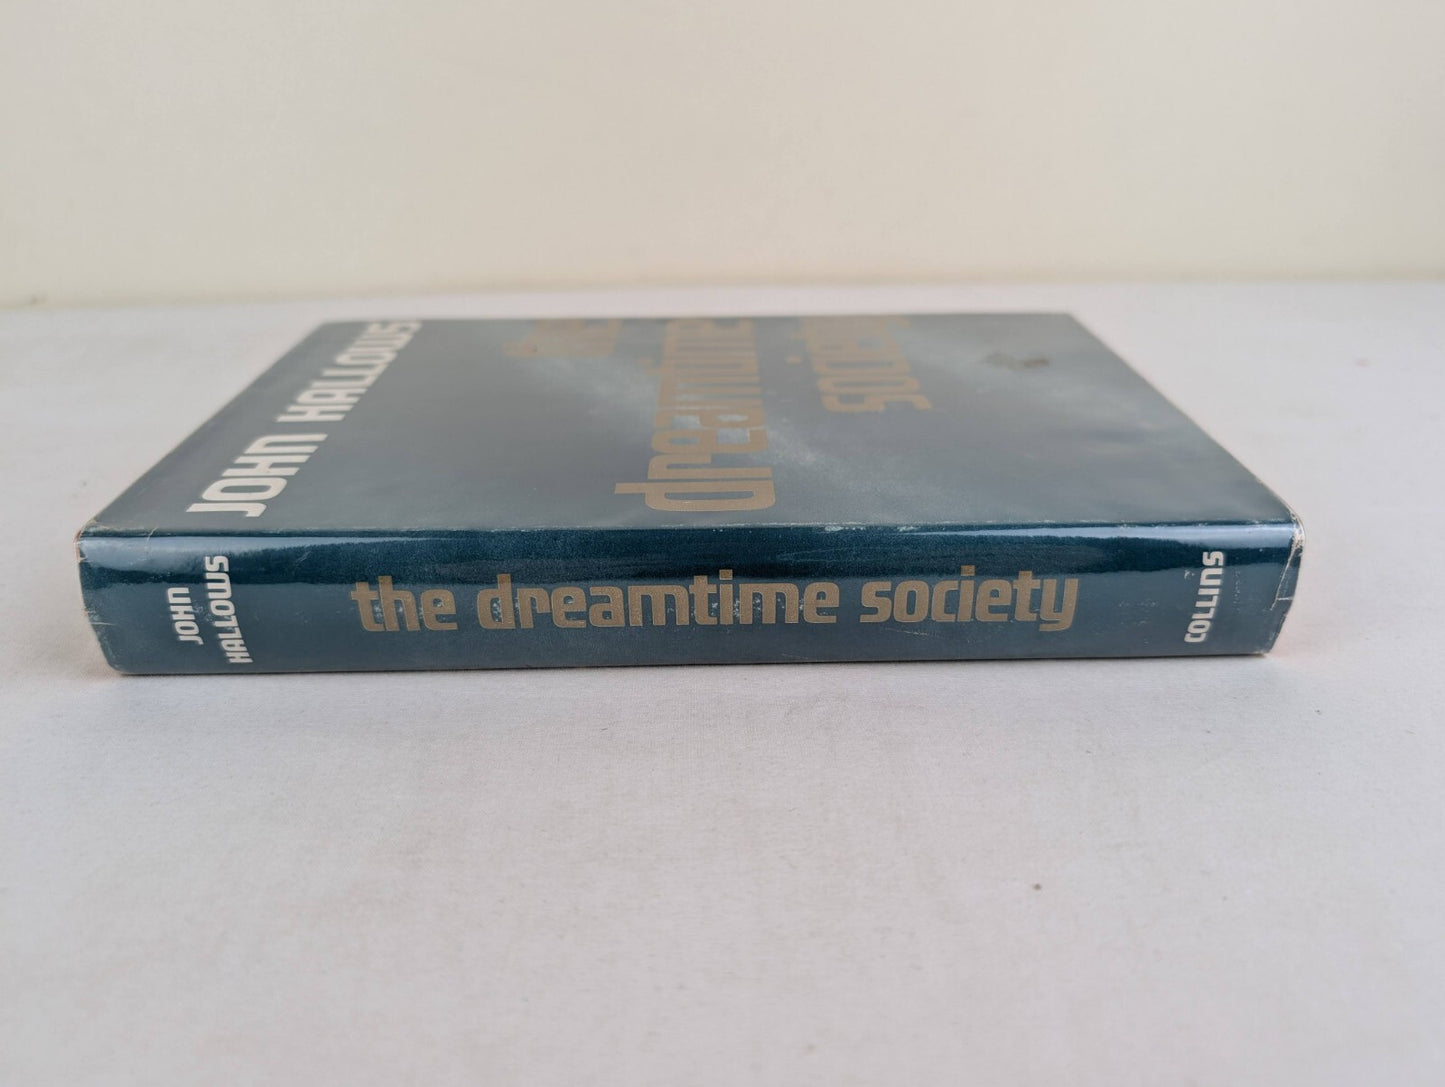 JOHN HALLOWS
the
dreamtime
society
JOHN
HALLOWS
the dreamtime society
COLLINS